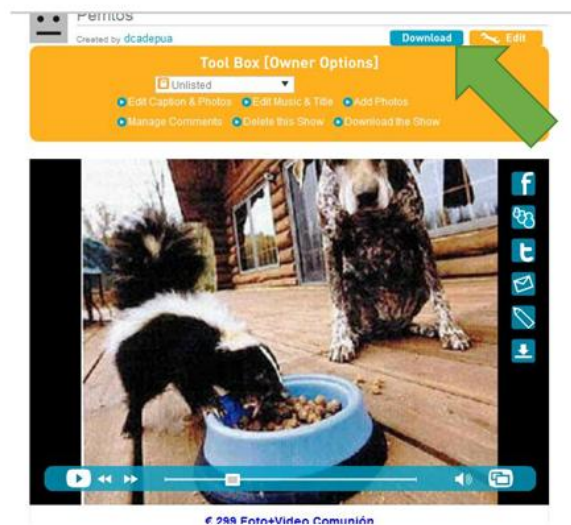 Perritos
Created by dcadepua
Download Edit
Tool Box [Owner Options]
Unlisted
Edit Caption & Photos Edit Music & Title Add Photos
Manage Comments Delete this Show Download the Show
€ 299 Foto+Video Comunión